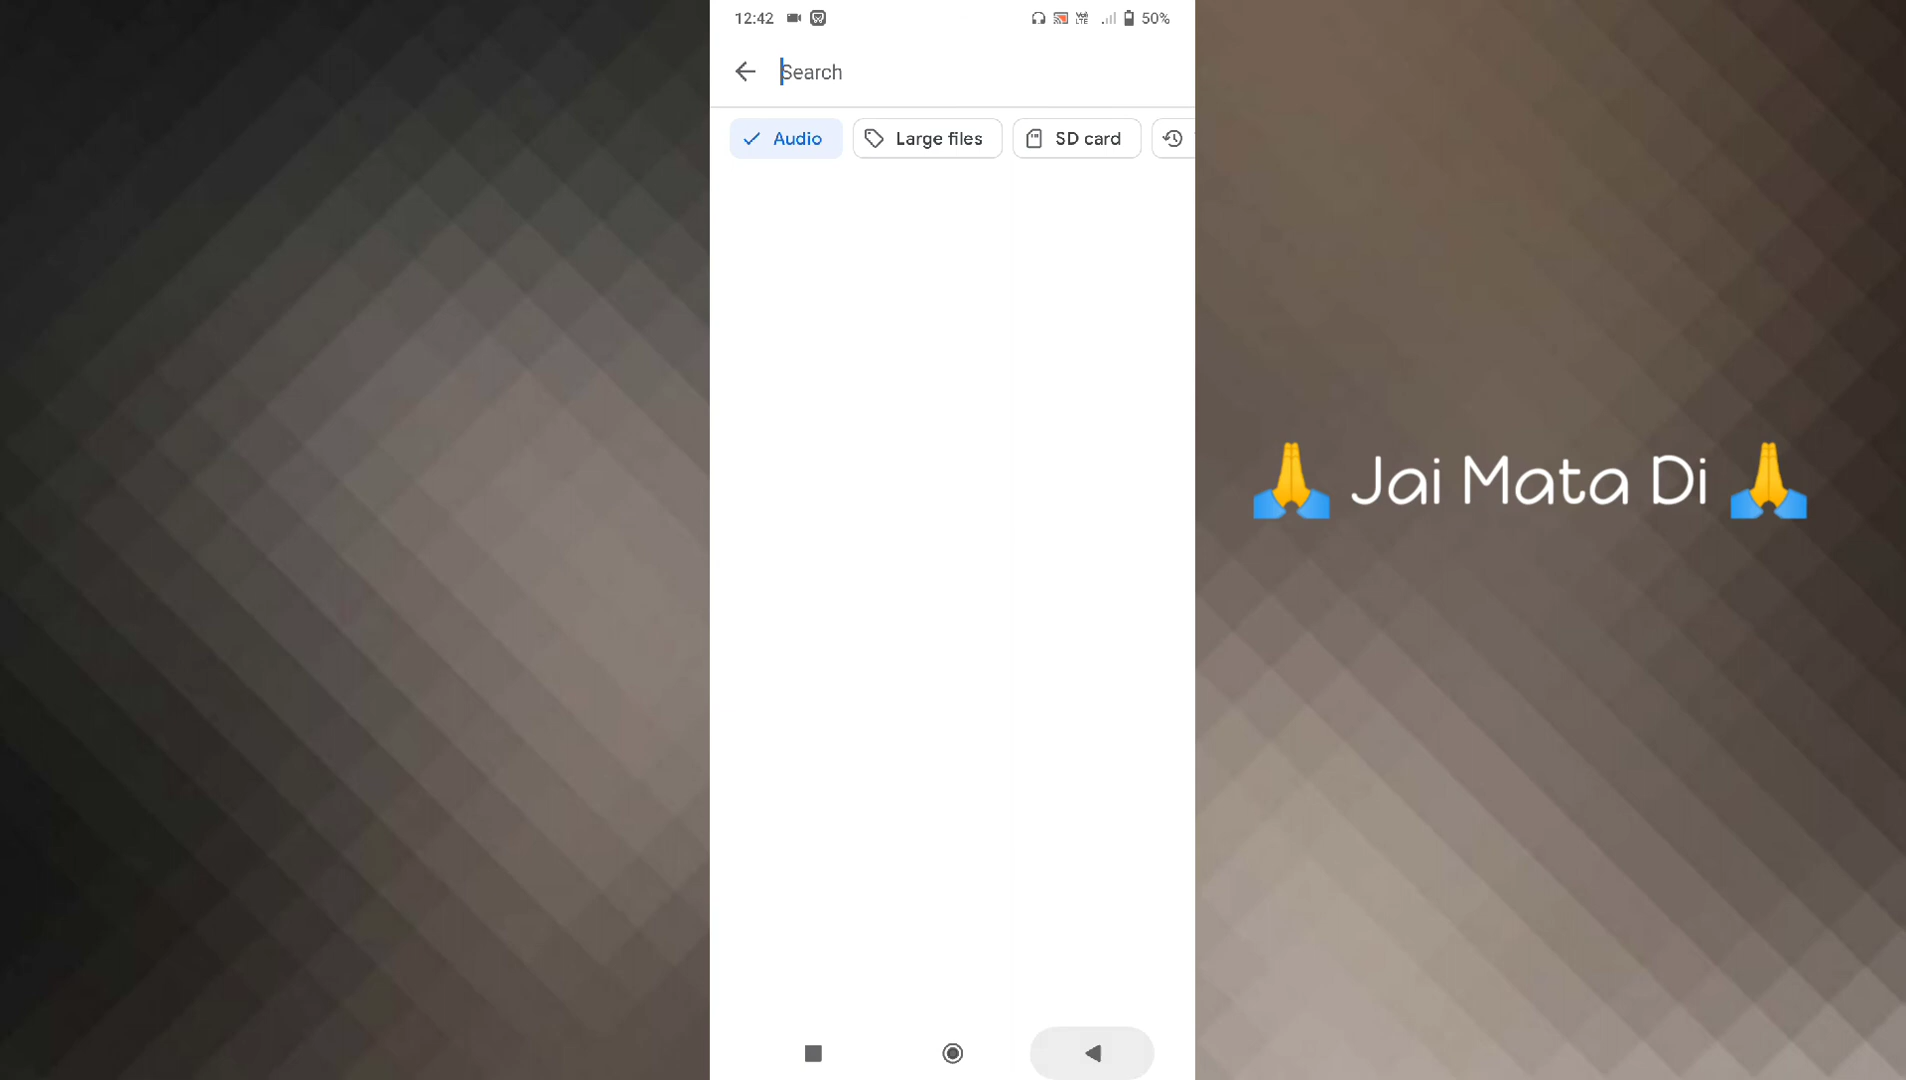 12:42 50%
Search
Audio Large files SD card
🙏 Jai Mata Di 🙏